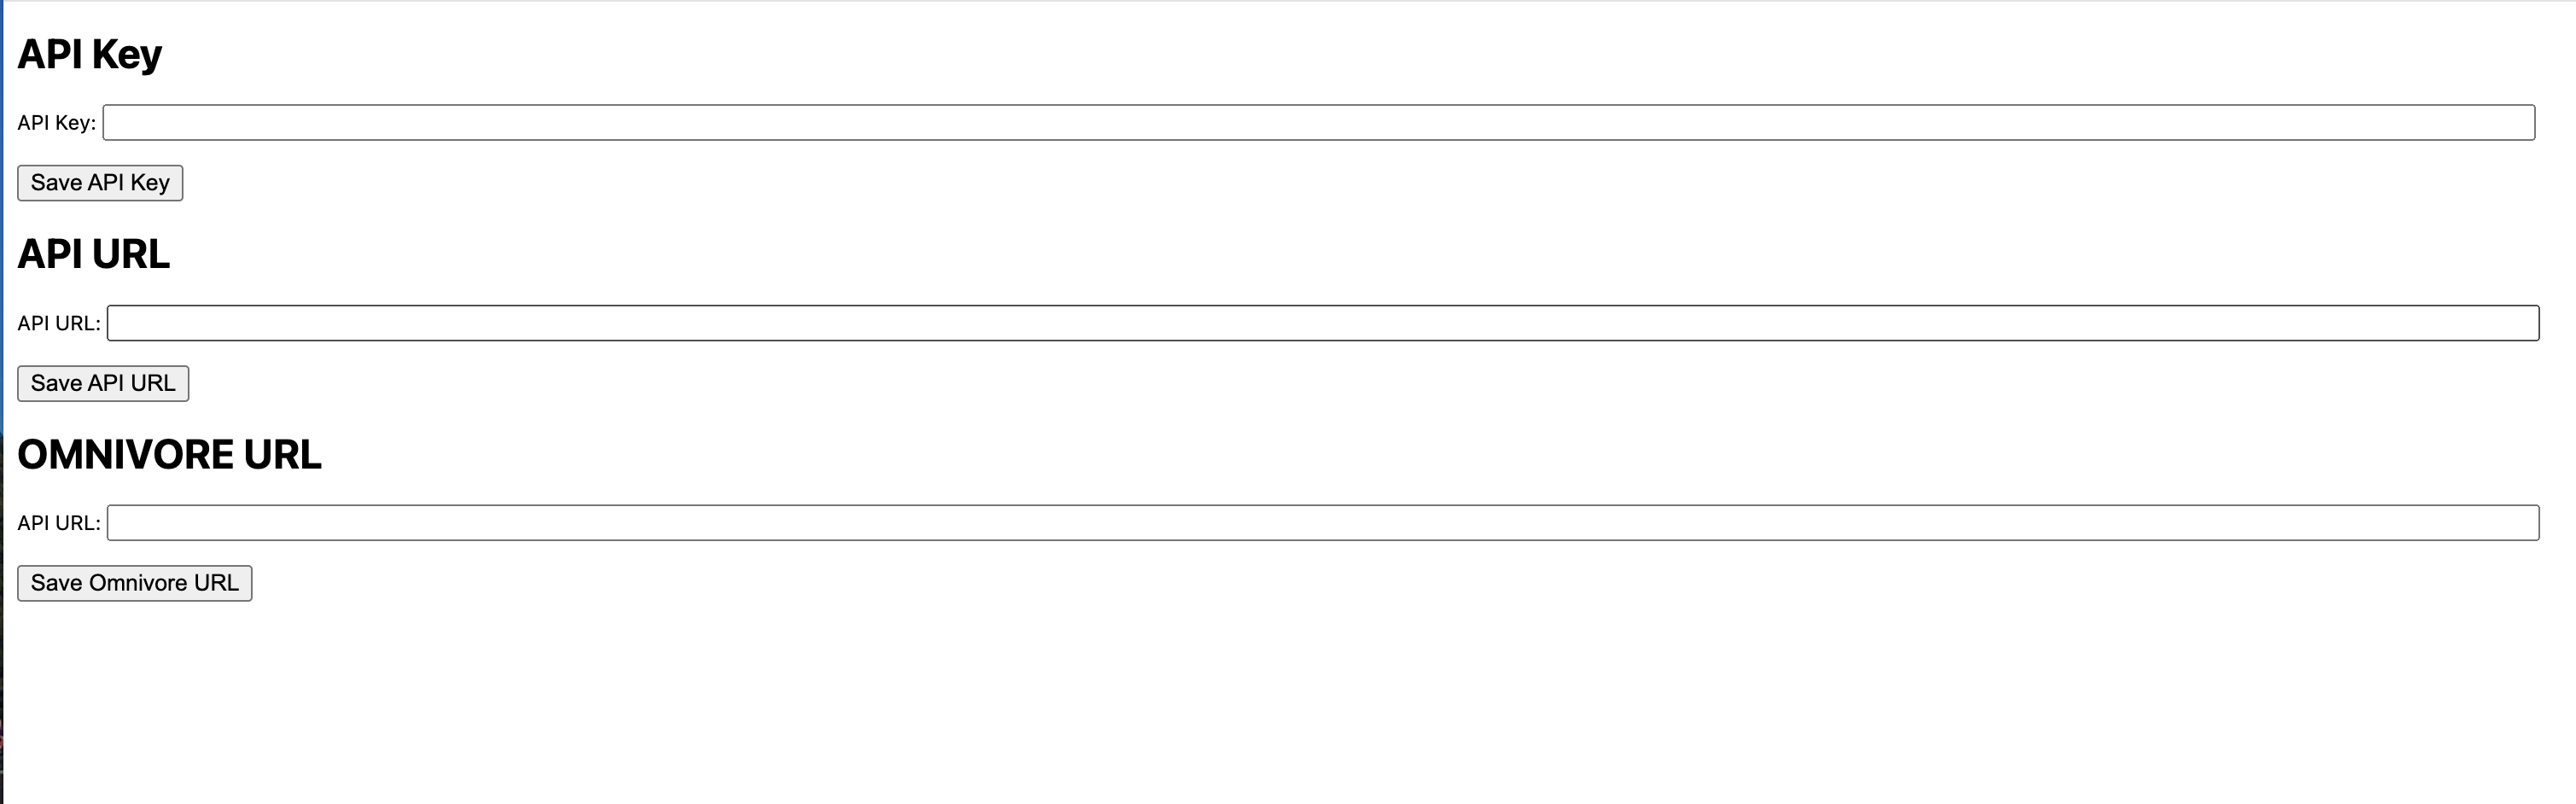 API Key
API Key:
Save API Key
API URL
API URL:
Save API URL
OMNIVORE URL
API URL:
Save Omnivore URL